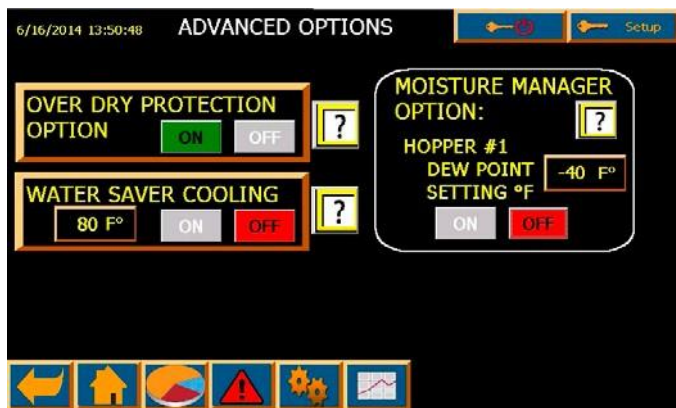 6/16/2014 13:50:48
ADVANCED OPTIONS
Setup
OVER DRY PROTECTION
OPTION
ON
OFF
?
WATER SAVER COOLING
80 F°
ON
OFF
?
MOISTURE MANAGER
OPTION:
?
HOPPER #1
DEW POINT
SETTING °F
-40 F°
ON
OFF